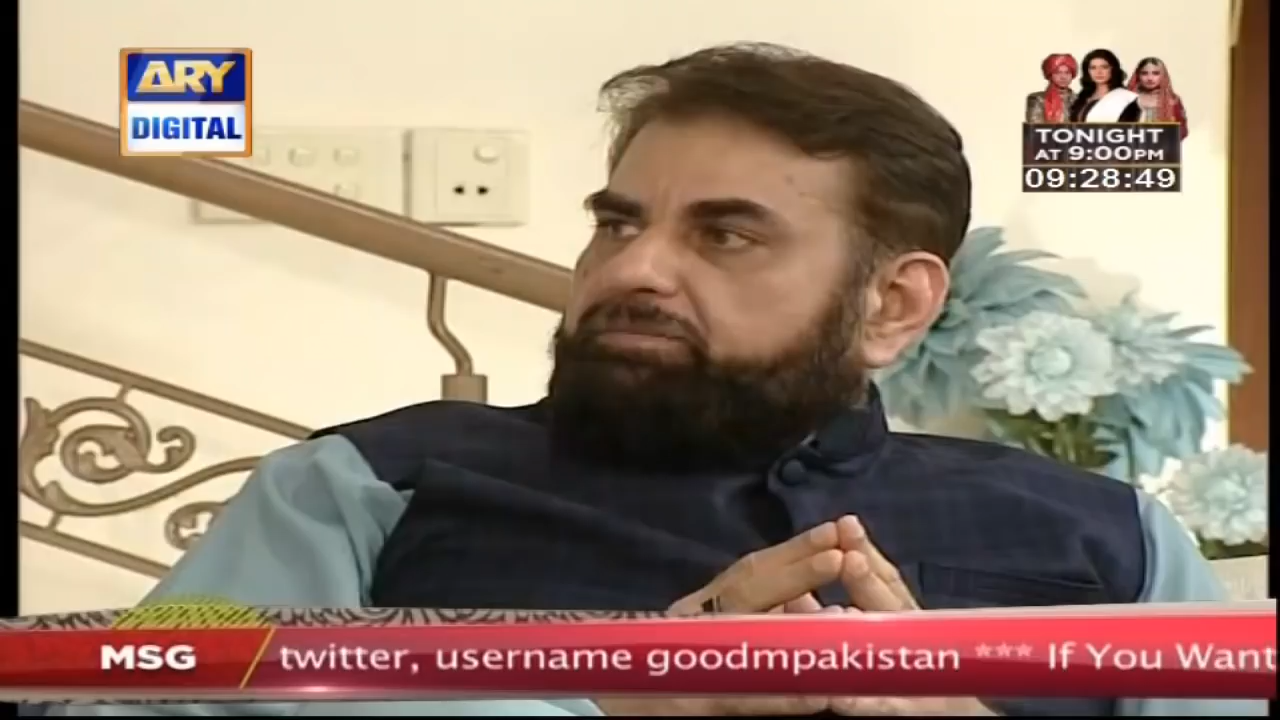 ARY
DIGITAL
TONIGHT
AT 9:00PM
09:28:49
MSG
twitter, username goodmpakistan *** If You Want